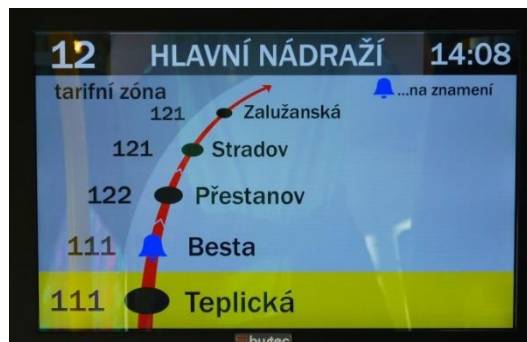 12 HLAVNÍ NÁDRAŽÍ 14:08
tarifní zóna
...na znamení
121 Zalužanská
121 Stradov
122 Přestanov
111 Besta
111 Teplická
bustec